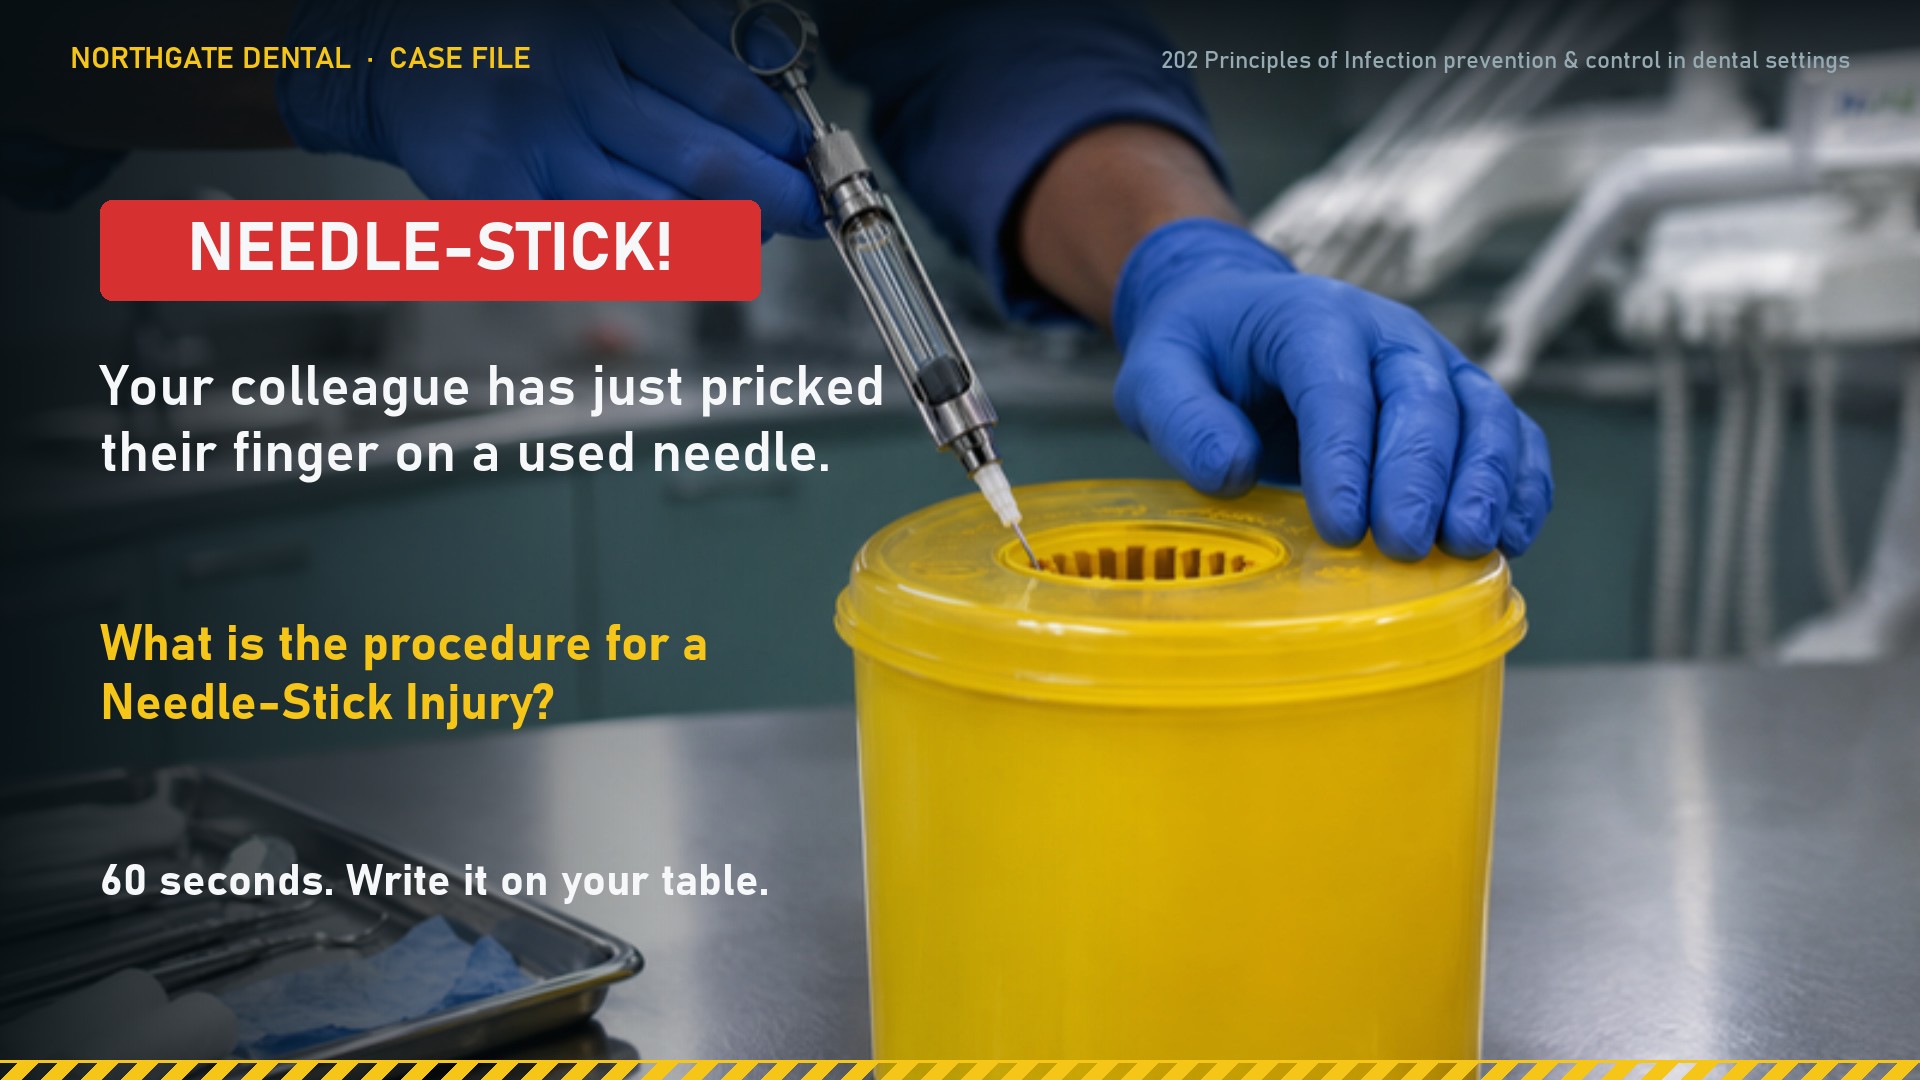 NORTHGATE DENTAL · CASE FILE
202 Principles of Infection prevention & control in dental settings
NEEDLE-STICK!
Your colleague has just pricked
their finger on a used needle.
What is the procedure for a
Needle-Stick Injury?
60 seconds. Write it on your table.